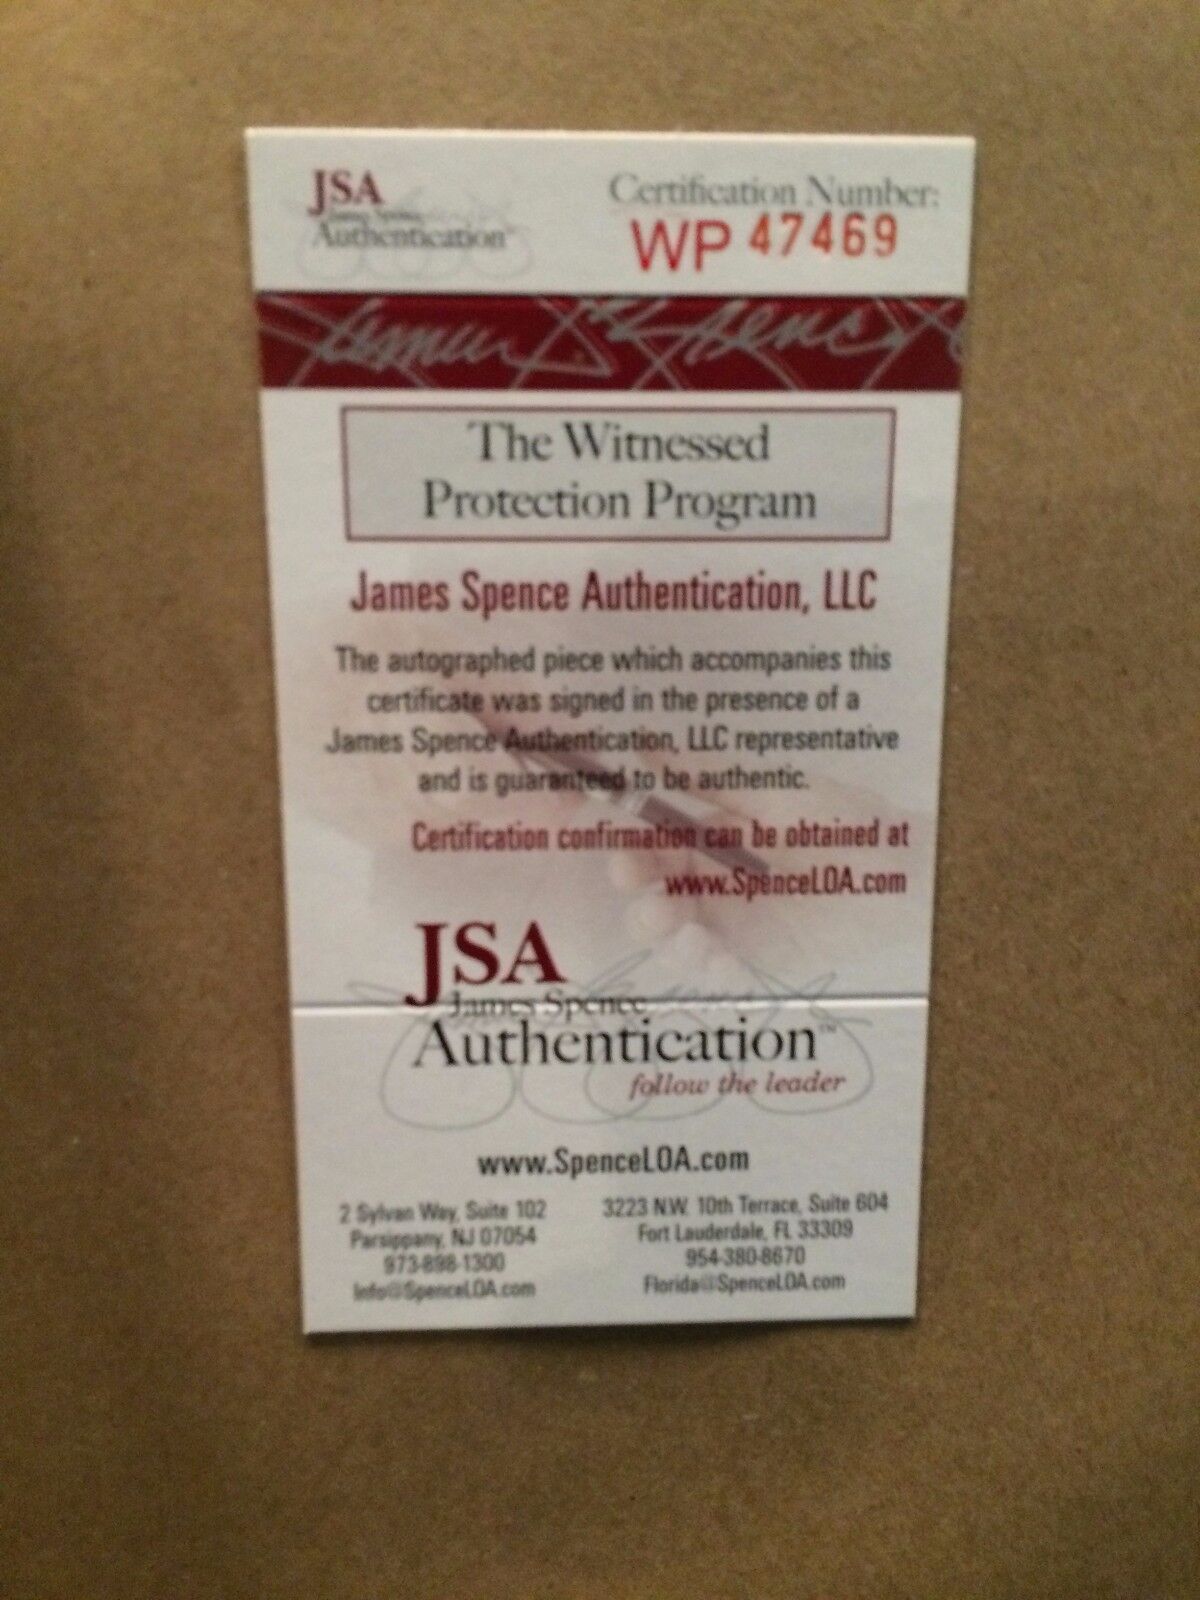 JSA
James Spence
Authentication™
Certification Number:
WP 47469
James Spence
The Witnessed
Protection Program
James Spence Authentication, LLC
The autographed piece which accompanies this
certificate was signed in the presence of a
James Spence Authentication, LLC representative
and is guaranteed to be authentic.
Certification confirmation can be obtained at
www.SpenceLOA.com
JSA
James Spence
Authentication™
follow the leader
www.SpenceLOA.com
2 Sylvan Way, Suite 102
Parsippany, NJ 07054
973-898-1300
Info@SpenceLOA.com
3223 N.W. 10th Terrace, Suite 604
Fort Lauderdale, FL 33309
954-380-8670
Florida@SpenceLOA.com